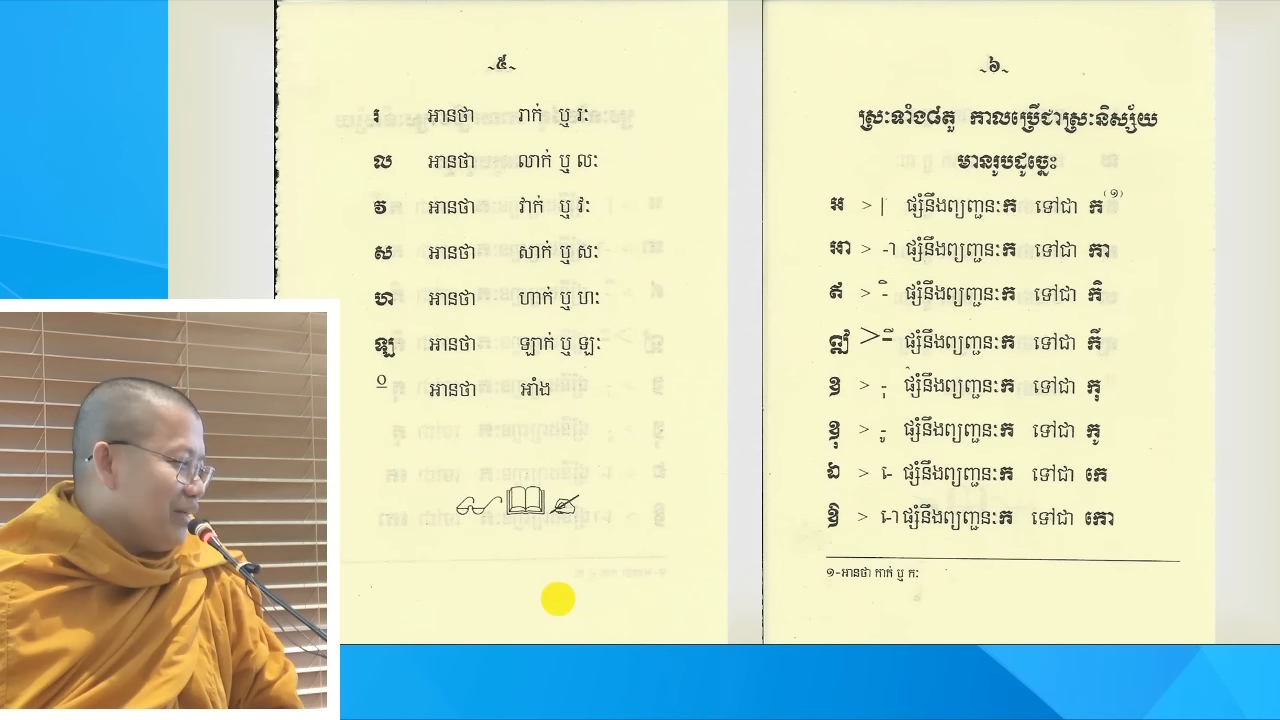 -៥-
រ អានថា រាក់ ឬ រៈ
ល អានថា លាក់ ឬ លៈ
វ អានថា វាក់ ឬ វៈ
ស អានថា សាក់ ឬ សៈ
ហ អានថា ហាក់ ឬ ហៈ
ឡ អានថា ឡាក់ ឬ ឡៈ
អានថា អាំង
-៦-
ស្រៈទាំង៨តួ កាលប្រើជាស្រៈនិស្ស័យ
មានរូបដូច្នេះ
អ > | ផ្សំនឹងព្យញ្ជនៈក ទៅជា ក(១)
អា > -ា ផ្សំនឹងព្យញ្ជនៈក ទៅជា កា
ឥ > -ិ ផ្សំនឹងព្យញ្ជនៈក ទៅជា កិ
ឦ > -ី ផ្សំនឹងព្យញ្ជនៈក ទៅជា កី
ឧ > -ុ ផ្សំនឹងព្យញ្ជនៈក ទៅជា កុ
ឩ > -ូ ផ្សំនឹងព្យញ្ជនៈក ទៅជា កូ
ឯ > េ- ផ្សំនឹងព្យញ្ជនៈក ទៅជា កេ
ឱ > េ-ា ផ្សំនឹងព្យញ្ជនៈក ទៅជា កោ
១-អានថា កាក់ ឬ កៈ